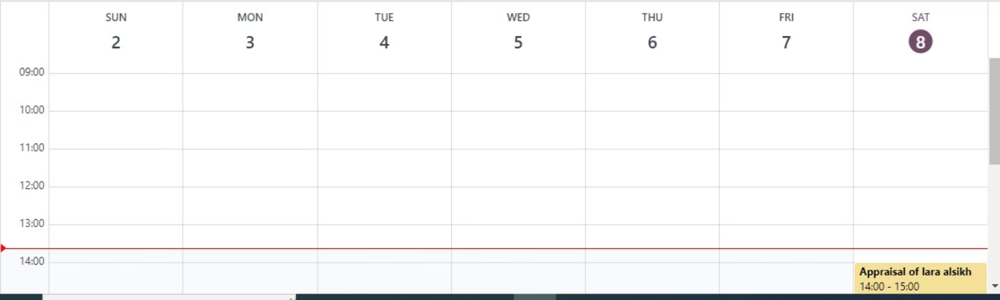 SUN MON TUE WED THU FRI SAT
2 3 4 5 6 7 8
09:00
10:00
11:00
12:00
13:00
14:00
Appraisal of lara alsikh
14:00 - 15:00